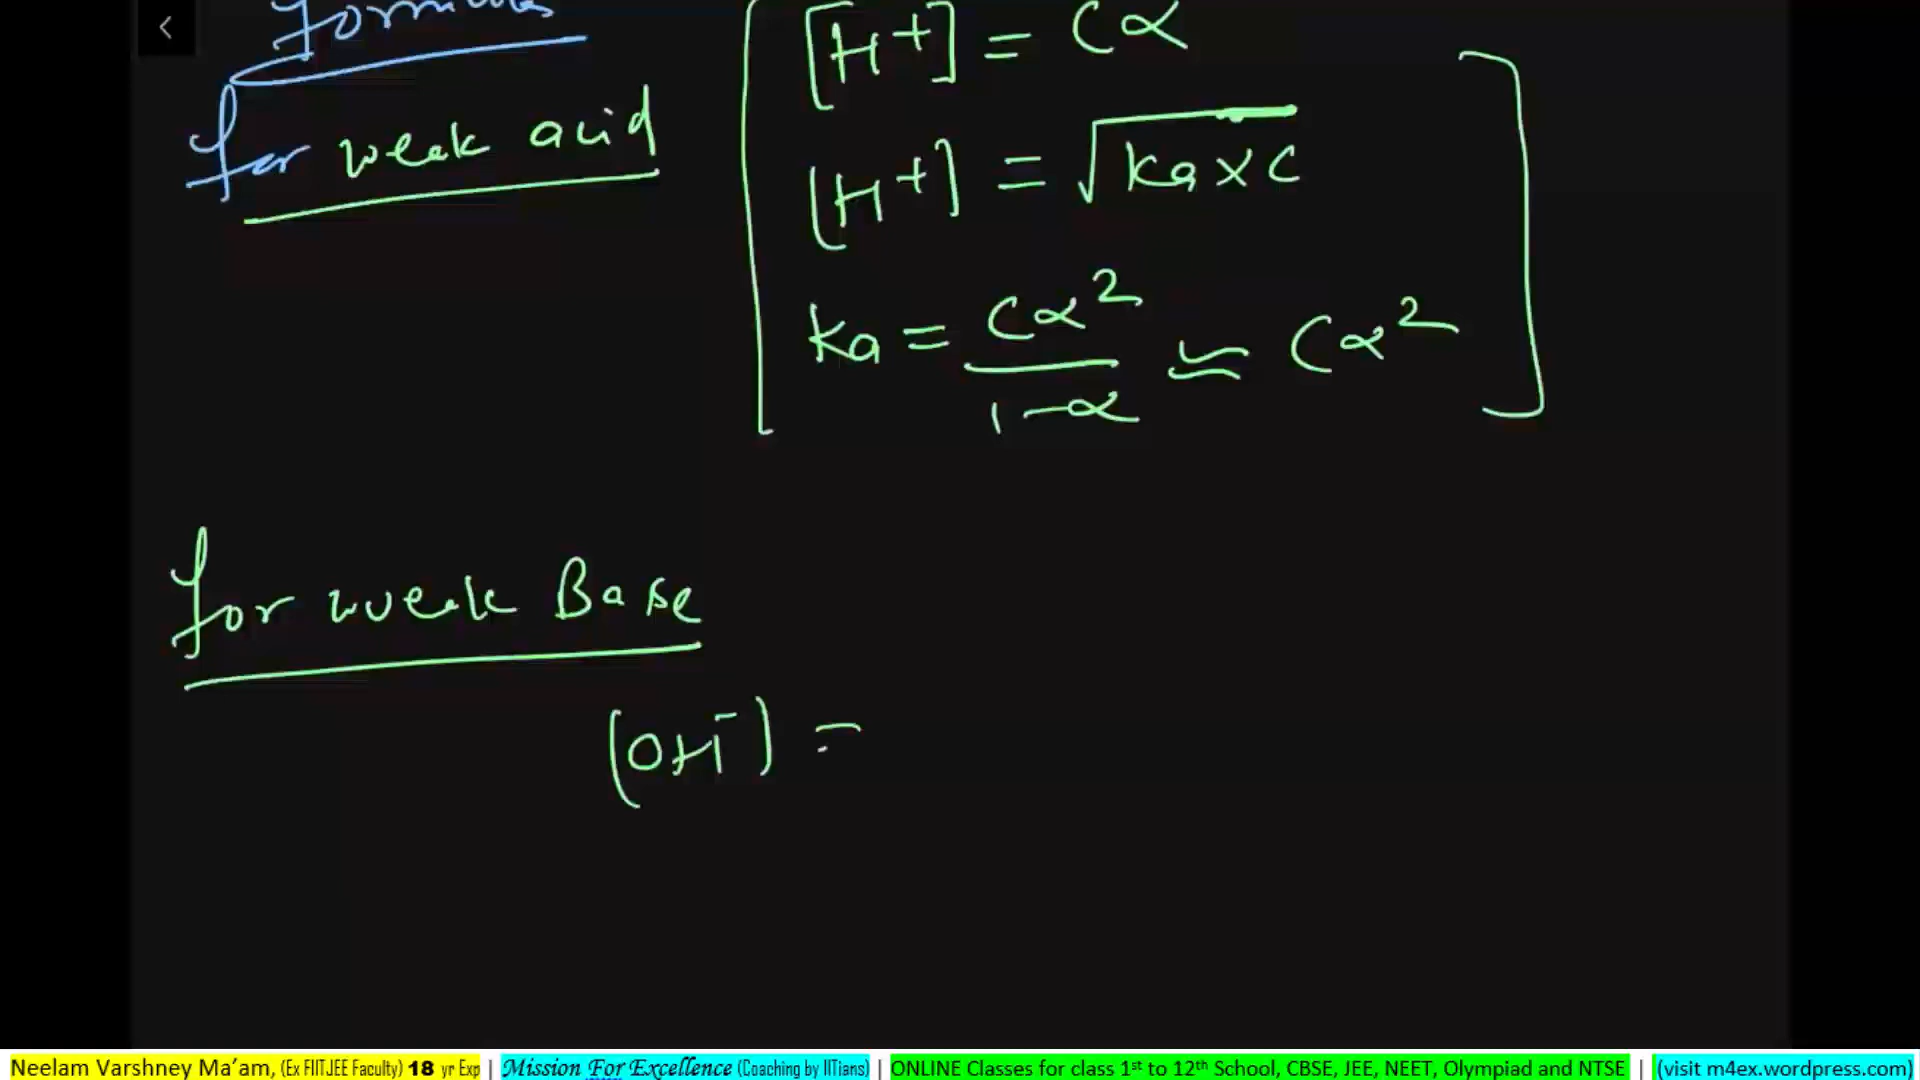 Formulas
for weak acid
[H+] = Cα
[H+] = √Ka×C
Ka = Cα² / 1-α ≃ Cα²
for weak Base
[OH⁻] =
Neelam Varshney Ma'am, (Ex FIITJEE Faculty) 18 yr Exp | Mission For Excellence (Coaching by IITians) | ONLINE Classes for class 1st to 12th School, CBSE, JEE, NEET, Olympiad and NTSE | (visit m4ex.wordpress.com)